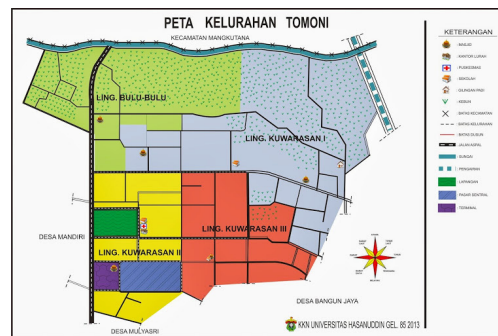 PETA KELURAHAN TOMONI
KECAMATAN MANGKUTANA
KETERANGAN
: MASJID
: KANTOR LURAH
: PUSKESMAS
: SEKOLAH
: GILINGAN PADI
: KEBUN
: BATAS KECAMATAN
: BATAS KELURAHAN
: BATAS DUSUN
: JALAN ASPAL
: SUNGAI
: PENGAIRAN
: LAPANGAN
: PASAR SENTRAL
: TERMINAL
LING. BULU-BULU
LING. KUWARASAN I
LING. KUWARASAN III
DESA MANDIRI
LING. KUWARASAN II
DESA BANGUN JAYA
DESA MULYASRI
KKN UNIVERSITAS HASANUDDIN GEL. 85 2013